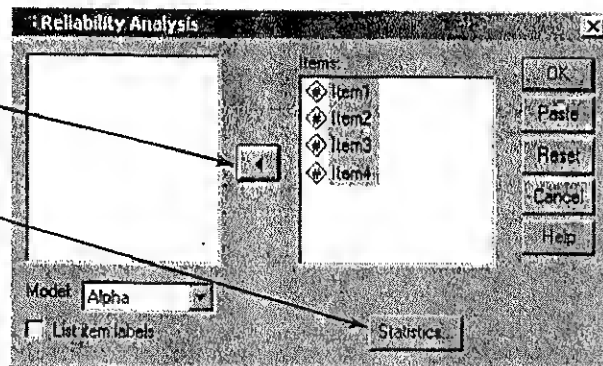 Reliability Analysis
Items:
Item1
Item2
Item3
Item4
OK
Paste
Reset
Cancel
Help
Model: Alpha
List item labels
Statistics...